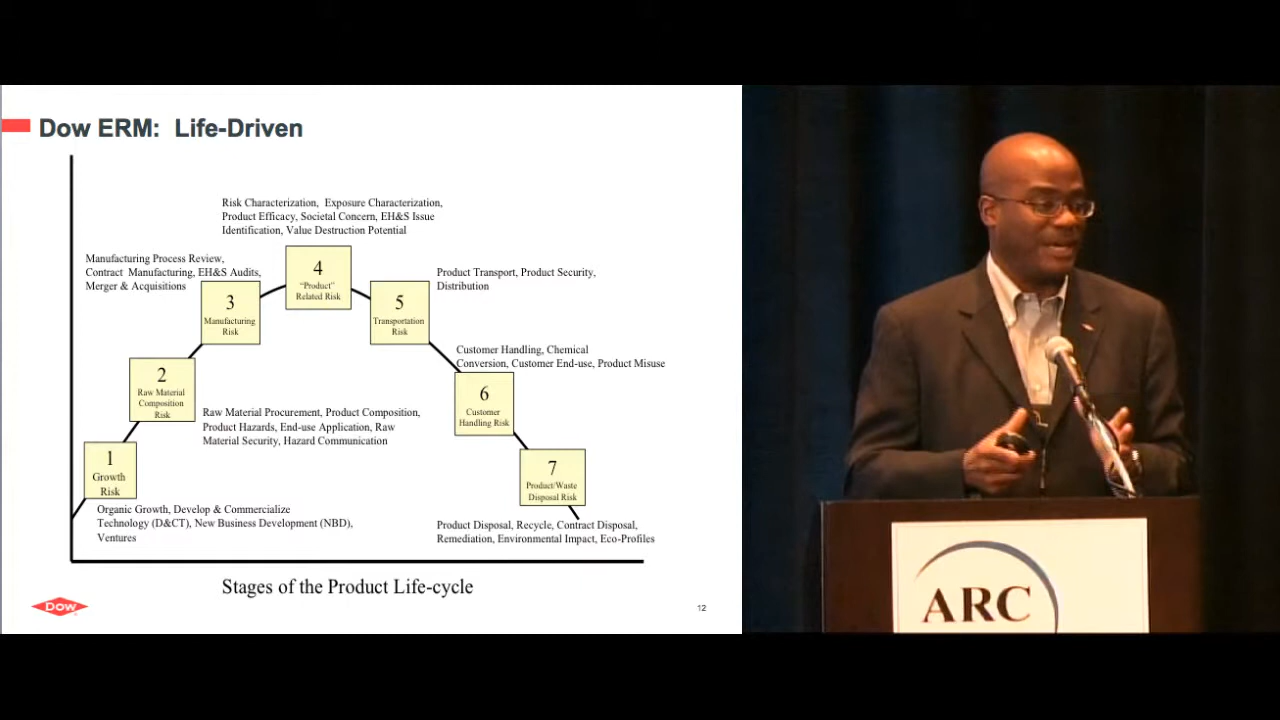 Dow ERM: Life-Driven
Risk Characterization, Exposure Characterization,
Product Efficacy, Societal Concern, EH&S Issue
Identification, Value Destruction Potential
Manufacturing Process Review,
Contract Manufacturing, EH&S Audits,
Merger & Acquisitions
4
"Product"
Related Risk
Product Transport, Product Security,
Distribution
3
Manufacturing
Risk
5
Transportation
Risk
Customer Handling, Chemical
Conversion, Customer End-use, Product Misuse
2
Raw Material
Composition
Risk
6
Customer
Handling Risk
Raw Material Procurement, Product Composition,
Product Hazards, End-use Application, Raw
Material Security, Hazard Communication
1
Growth
Risk
7
Product/Waste
Disposal Risk
Organic Growth, Develop & Commercialize
Technology (D&CT), New Business Development (NBD),
Ventures
Product Disposal, Recycle, Contract Disposal,
Remediation, Environmental Impact, Eco-Profiles
Stages of the Product Life-cycle
Dow
12
ARC